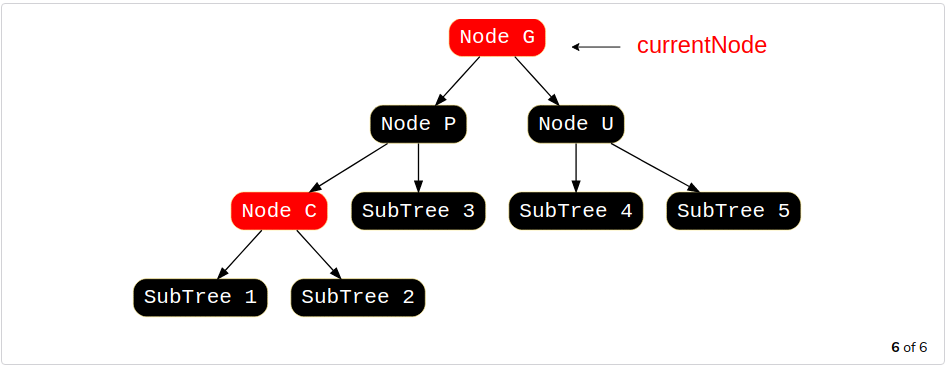 Node G
currentNode
Node P
Node U
Node C
SubTree 3
SubTree 4
SubTree 5
SubTree 1
SubTree 2
6 of 6